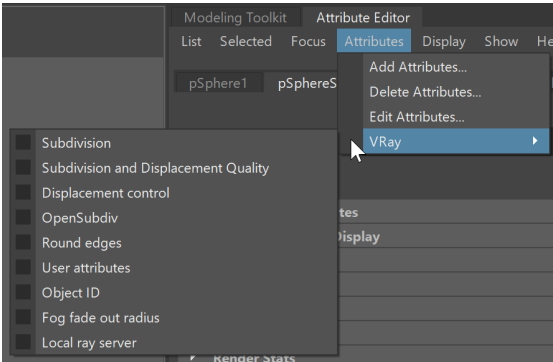 Modeling Toolkit Attribute Editor
List Selected Focus Attributes Display Show
pSphere1 pSphereS
Add Attributes...
Delete Attributes...
Edit Attributes...
VRay
Subdivision
Subdivision and Displacement Quality
Displacement control
OpenSubdiv
Round edges
User attributes
Object ID
Fog fade out radius
Local ray server
tes
Display
Render Stats